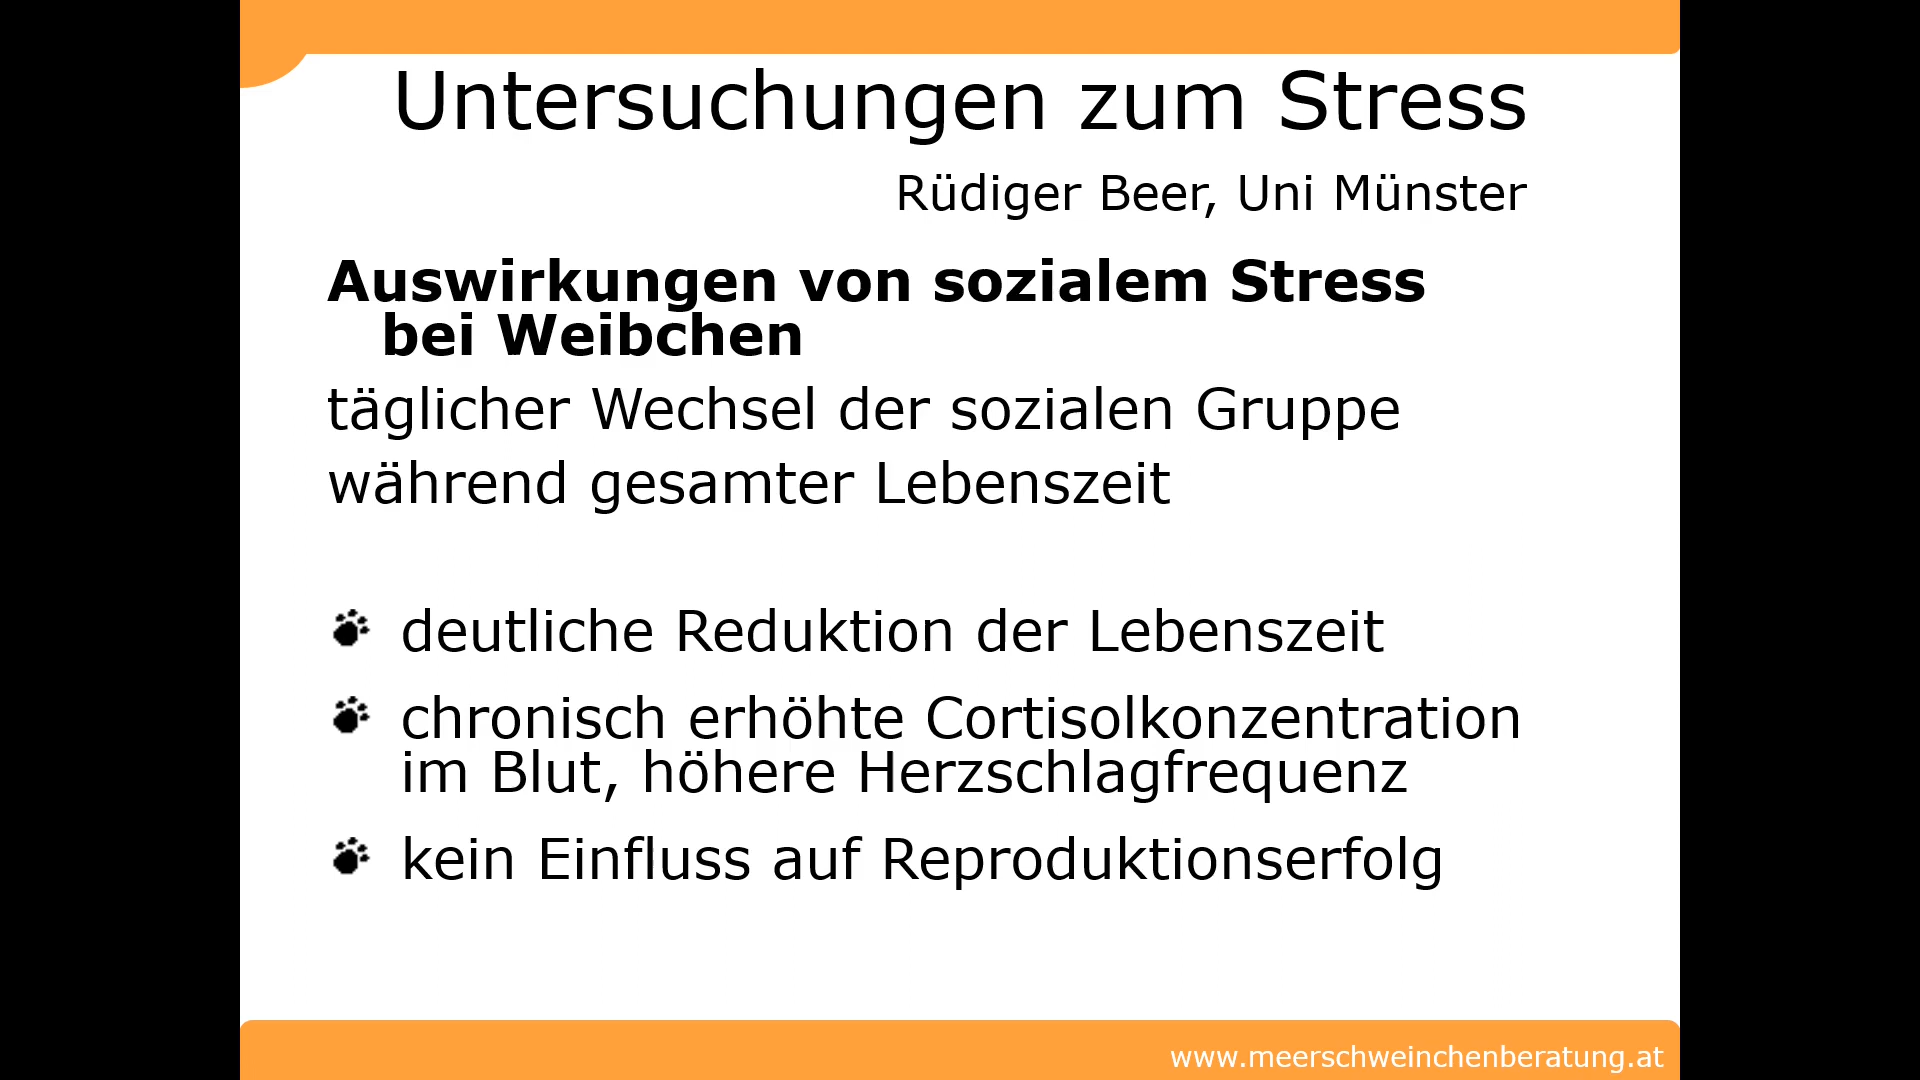 Untersuchungen zum Stress
Rüdiger Beer, Uni Münster
Auswirkungen von sozialem Stress
bei Weibchen
täglicher Wechsel der sozialen Gruppe
während gesamter Lebenszeit
deutliche Reduktion der Lebenszeit
chronisch erhöhte Cortisolkonzentration
im Blut, höhere Herzschlagfrequenz
kein Einfluss auf Reproduktionserfolg
www.meerschweinchenberatung.at